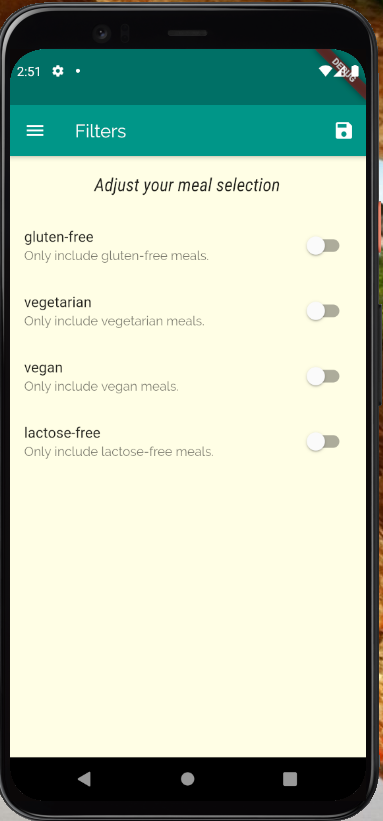 2:51
DEBUG
Filters
Adjust your meal selection
gluten-free
Only include gluten-free meals.
vegetarian
Only include vegetarian meals.
vegan
Only include vegan meals.
lactose-free
Only include lactose-free meals.